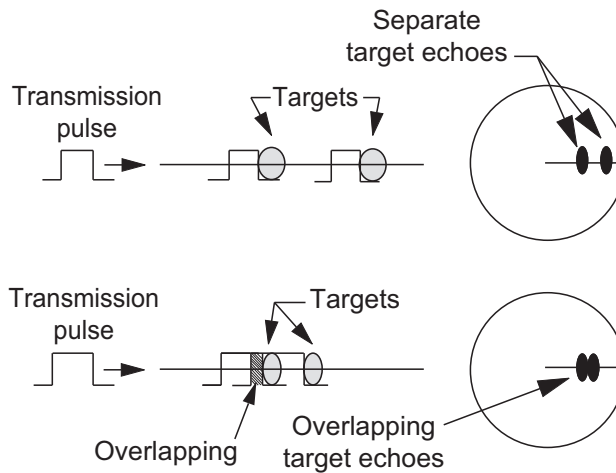 Separate
target echoes
Transmission
pulse
Targets
Transmission
pulse
Targets
Overlapping
Overlapping
target echoes